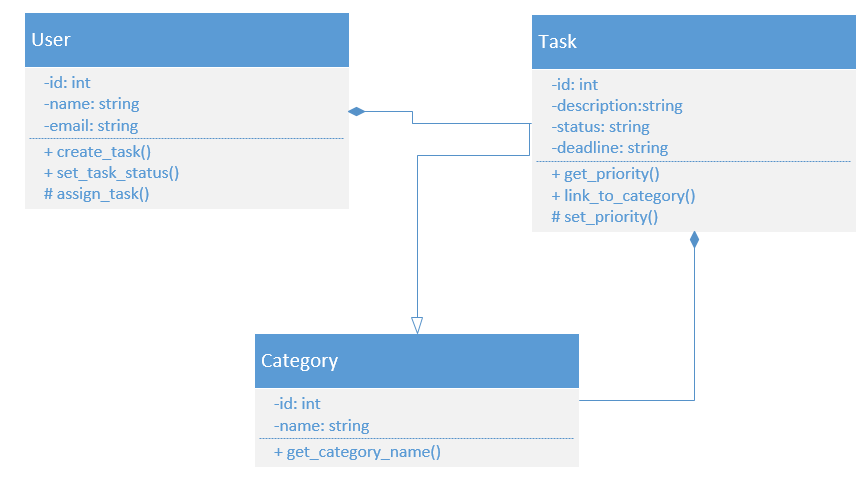 User
-id: int
-name: string
-email: string
+ create_task()
+ set_task_status()
# assign_task()
Task
-id: int
-description:string
-status: string
-deadline: string
+ get_priority()
+ link_to_category()
# set_priority()
Category
-id: int
-name: string
+ get_category_name()